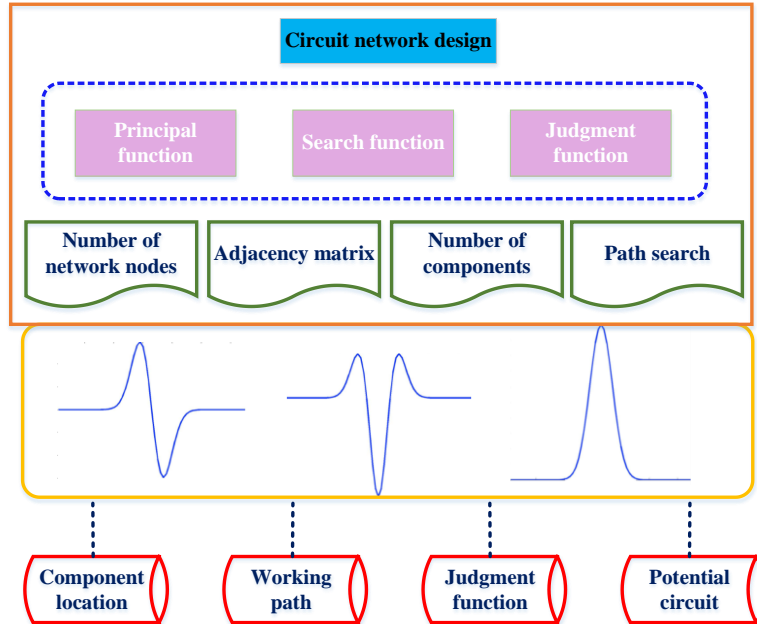 Circuit network design
Principal
function
Search function
Judgment
function
Number of
network nodes
Adjacency matrix
Number of
components
Path search
Component
location
Working
path
Judgment
function
Potential
circuit